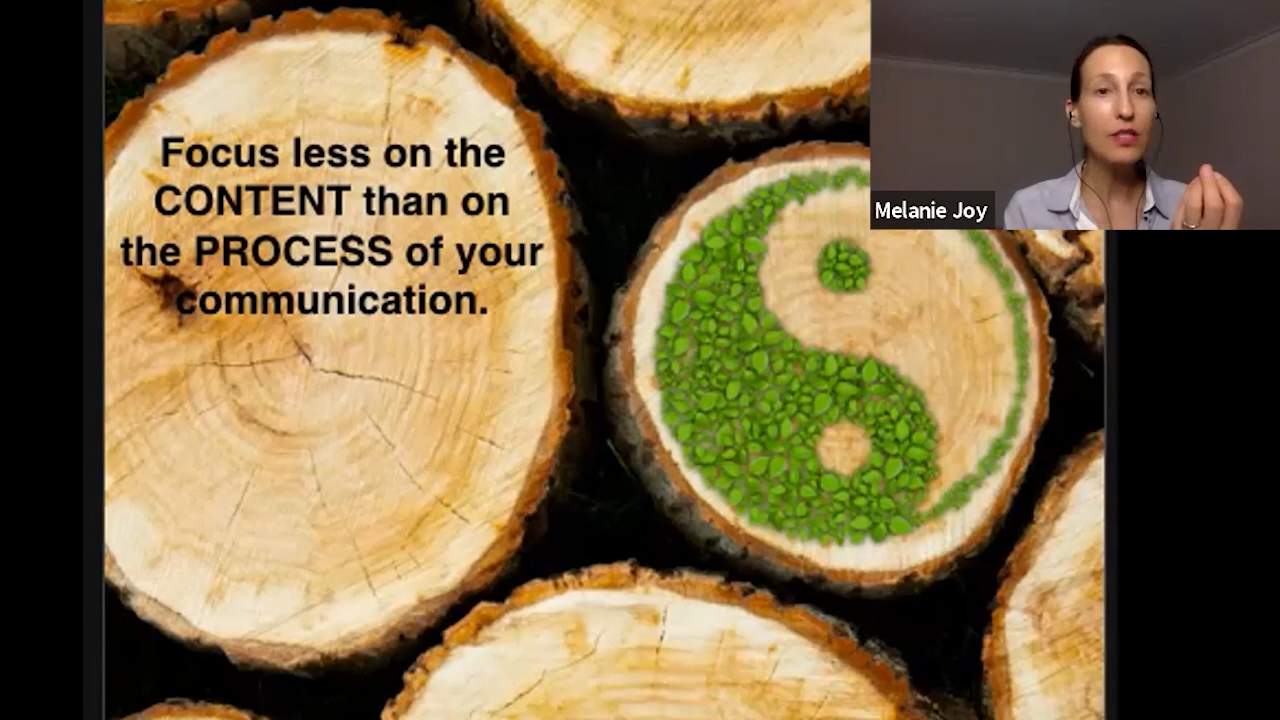 Focus less on the
CONTENT than on
the PROCESS of your
communication.
Melanie Joy